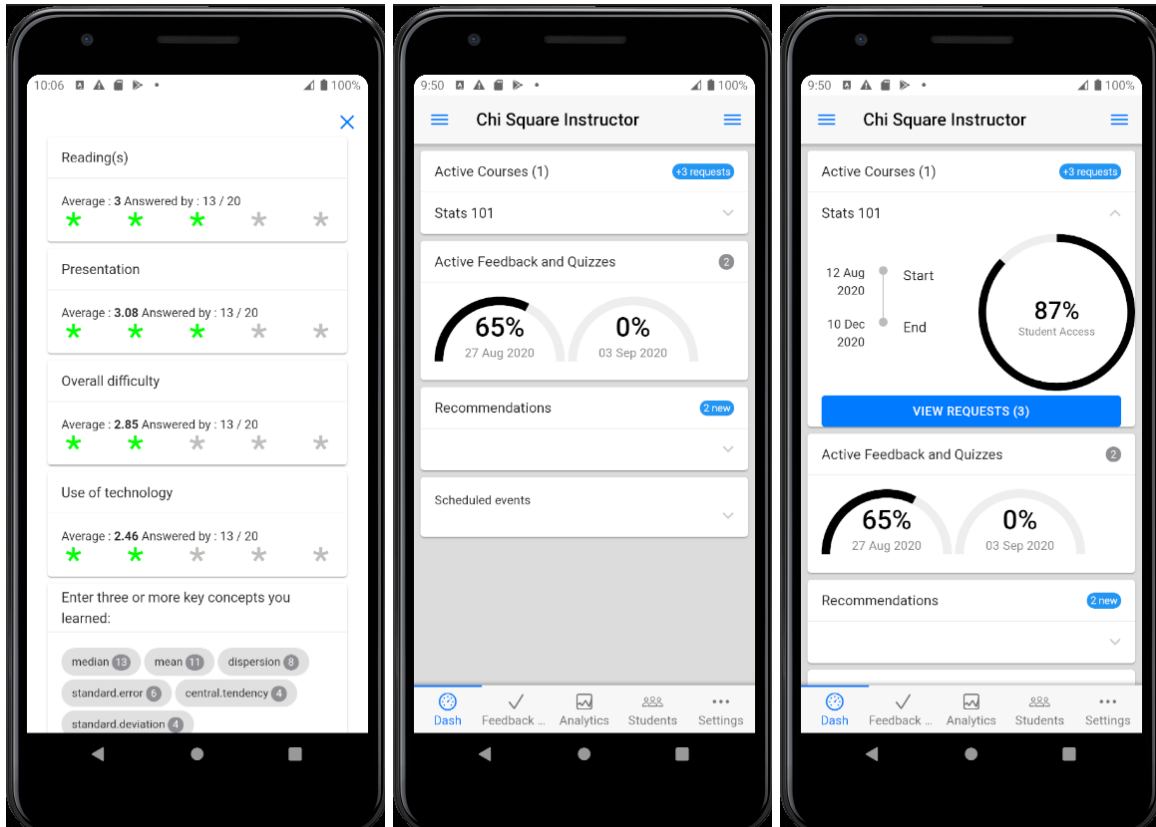 10:06 100%
Reading(s)
Average : 3 Answered by : 13 / 20
* * * * *
Presentation
Average : 3.08 Answered by : 13 / 20
* * * * *
Overall difficulty
Average : 2.85 Answered by : 13 / 20
* * * * *
Use of technology
Average : 2.46 Answered by : 13 / 20
* * * * *
Enter three or more key concepts you
learned:
median 13 mean 11 dispersion 8
standard.error 6 central.tendency 4
standard.deviation 4
9:50 100%
Chi Square Instructor
Active Courses (1) +3 requests
Stats 101
Active Feedback and Quizzes 2
65% 0%
27 Aug 2020 03 Sep 2020
Recommendations 2 new
Scheduled events
Dash Feedback ... Analytics Students Settings
9:50 100%
Chi Square Instructor
Active Courses (1) +3 requests
Stats 101
12 Aug
2020
Start
10 Dec
2020
End
87%
Student Access
VIEW REQUESTS (3)
Active Feedback and Quizzes 2
65% 0%
27 Aug 2020 03 Sep 2020
Recommendations 2 new
Dash Feedback ... Analytics Students Settings